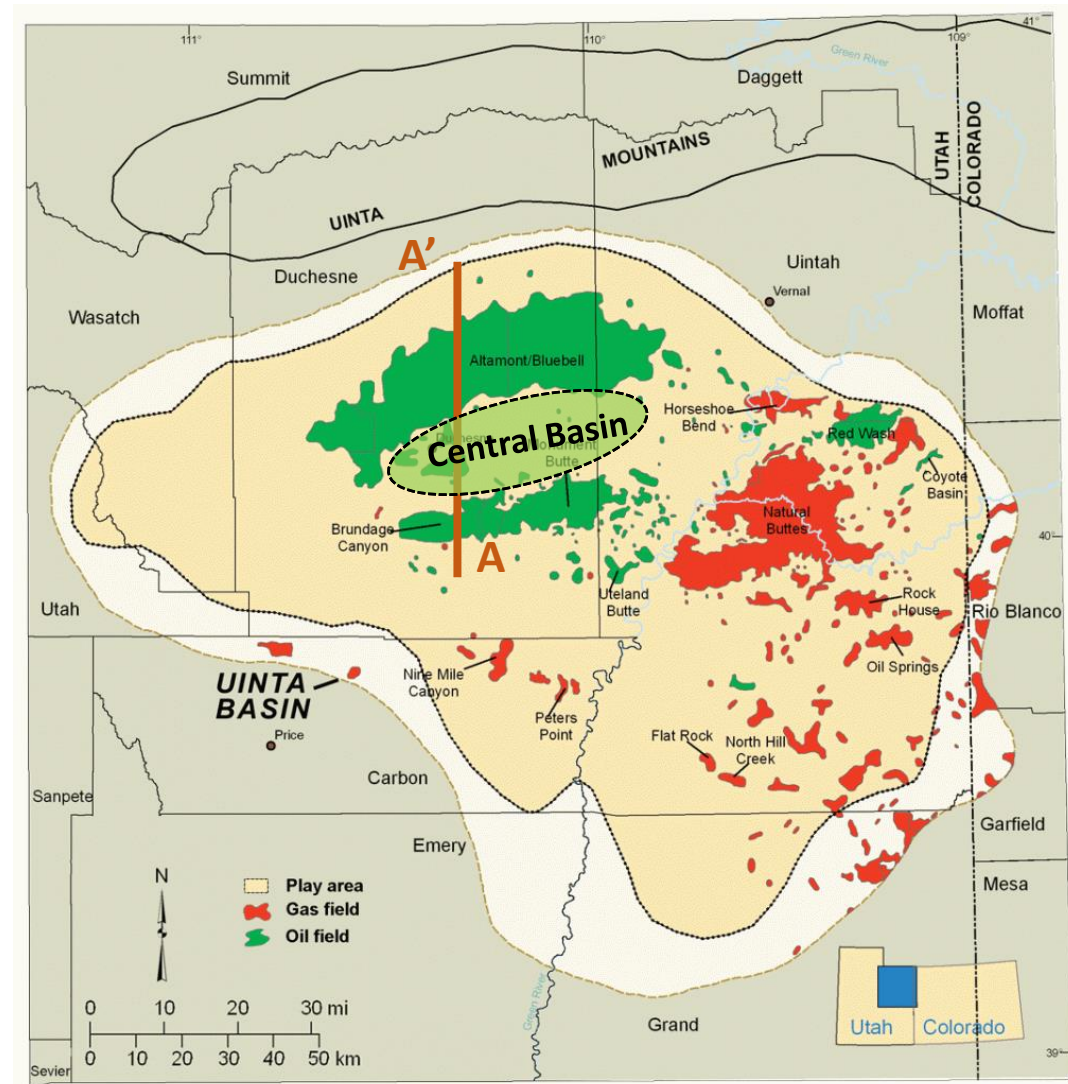 111°
110°
109°
41°
Summit
Daggett
Green River
UTAH
COLORADO
MOUNTAINS
UINTA
A’
Duchesne
Uintah
Vernal
Wasatch
Moffat
Altamont/Bluebell
Horseshoe
Bend
Red Wash
Central Basin
Butte
Coyote
Basin
Natural
Buttes
Brundage
Canyon
A
40°
Uteland
Butte
Rock
House
Utah
Rio Blanco
Oil Springs
Nine Mile
Canyon
UINTA
BASIN
Peters
Point
Price
Flat Rock
North Hill
Creek
Carbon
Sanpete
Garfield
Emery
Mesa
N
Play area
Gas field
Oil field
0 10 20 30 mi
0 10 20 30 40 50 km
Green River
Grand
Utah
Colorado
39°
Sevier